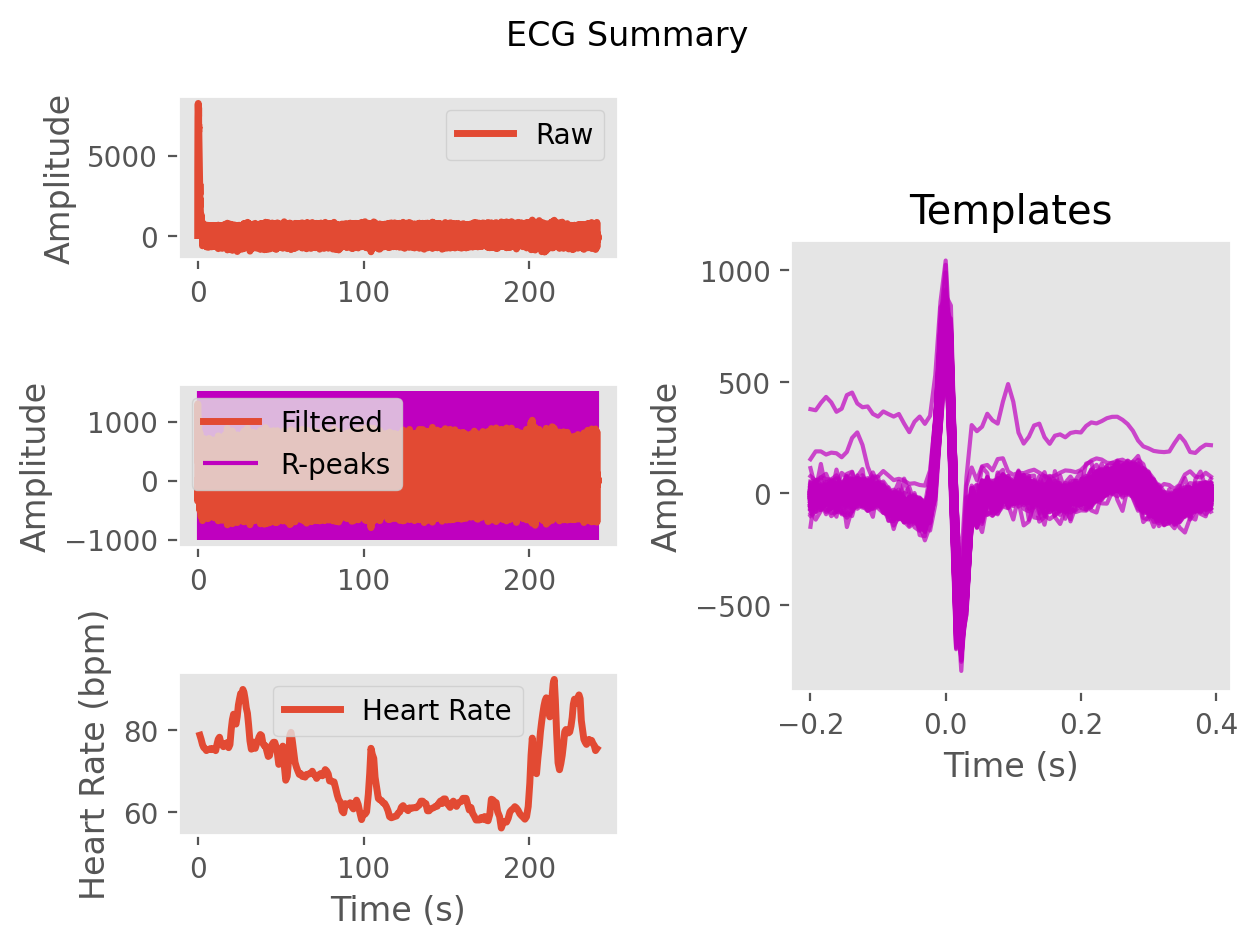 ECG Summary
Amplitude
5000
0
Raw
0 100 200
Amplitude
1000
0
−1000
Filtered
R-peaks
0 100 200
Heart Rate (bpm)
80
60
Heart Rate
0 100 200
Time (s)
Templates
Amplitude
1000
500
0
−500
−0.2 0.0 0.2 0.4
Time (s)